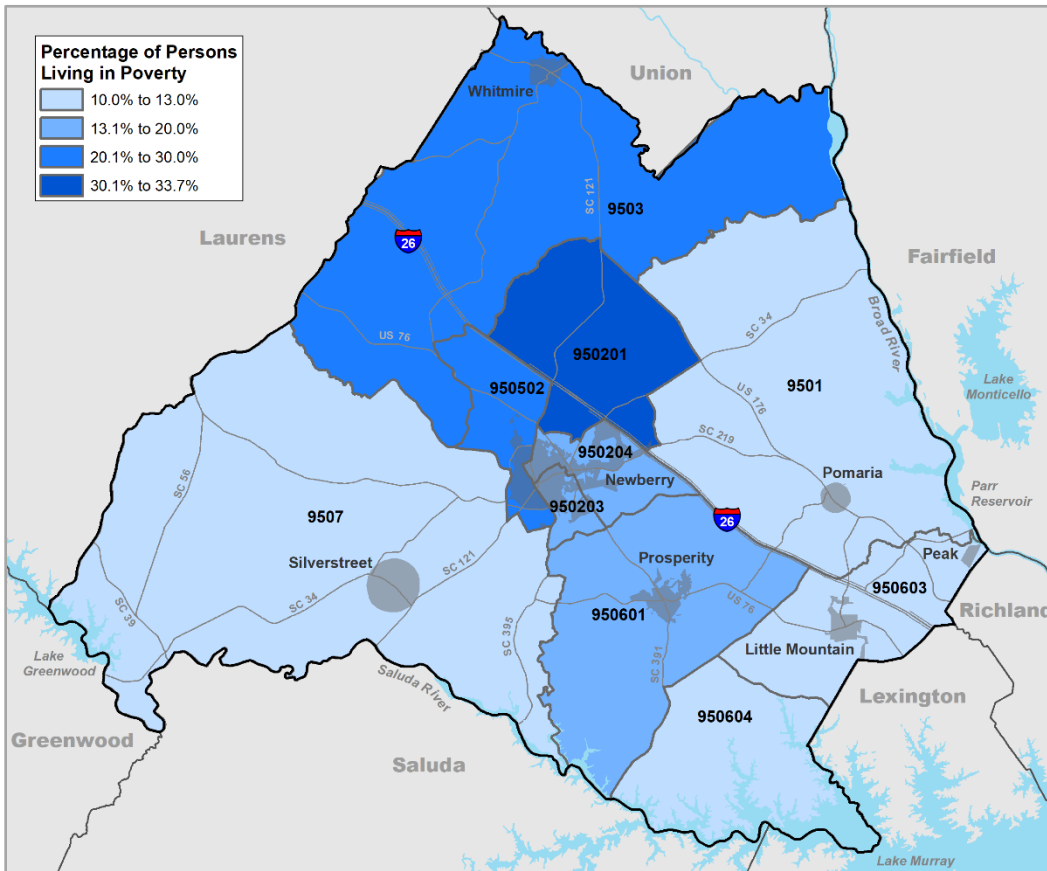 Percentage of Persons
Living in Poverty
10.0% to 13.0%
13.1% to 20.0%
20.1% to 30.0%
30.1% to 33.7%
Union
Whitmire
SC 121
9503
Laurens
26
Fairfield
US 76
950201
SC 34
Broad River
950502
9501
Lake
Monticello
US 176
SC 219
950204
Newberry
Pomaria
Parr
Reservoir
SC 56
950203
26
9507
Silverstreet
SC 121
Prosperity
Peak
950603
SC 34
950601
US 76
Richland
SC 39
SC 395
SC 391
Little Mountain
Lake
Greenwood
Saluda River
Lexington
950604
Greenwood
Saluda
Lake Murray